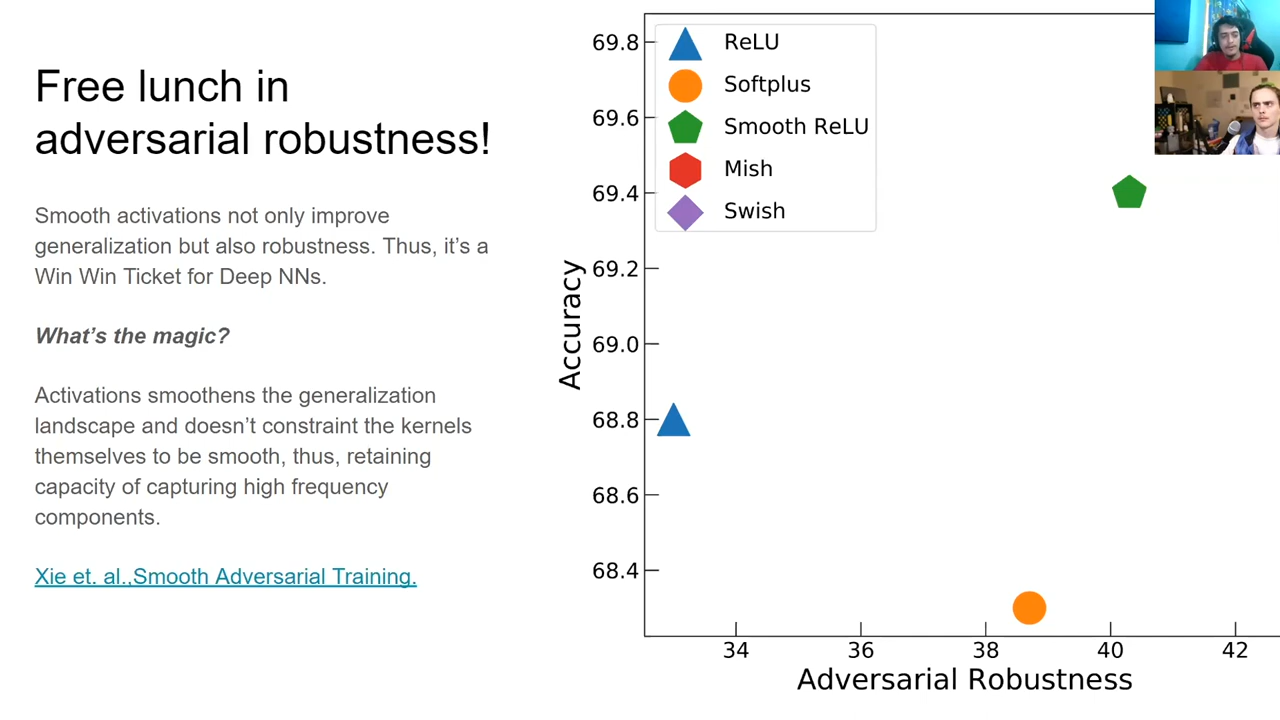 Free lunch in
adversarial robustness!
Smooth activations not only improve
generalization but also robustness. Thus, it's a
Win Win Ticket for Deep NNs.
What's the magic?
Activations smoothens the generalization
landscape and doesn't constraint the kernels
themselves to be smooth, thus, retaining
capacity of capturing high frequency
components.
Xie et. al.,Smooth Adversarial Training.
ReLU
Softplus
Smooth ReLU
Mish
Swish
Accuracy
69.8
69.6
69.4
69.2
69.0
68.8
68.6
68.4
34 36 38 40 42
Adversarial Robustness